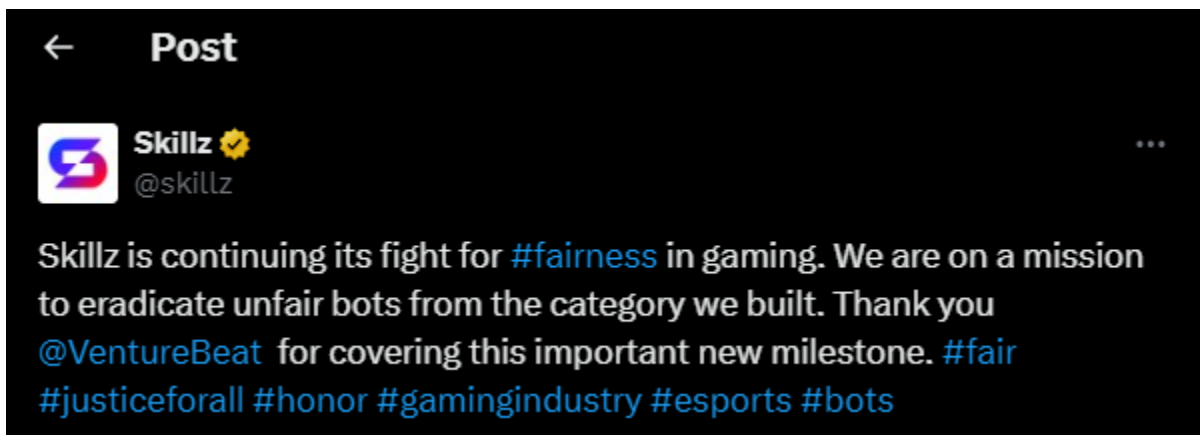 Post
Skillz
@skillz
Skillz is continuing its fight for #fairness in gaming. We are on a mission
to eradicate unfair bots from the category we built. Thank you
@VentureBeat  for covering this important new milestone. #fair
#justiceforall #honor #gamingindustry #esports #bots